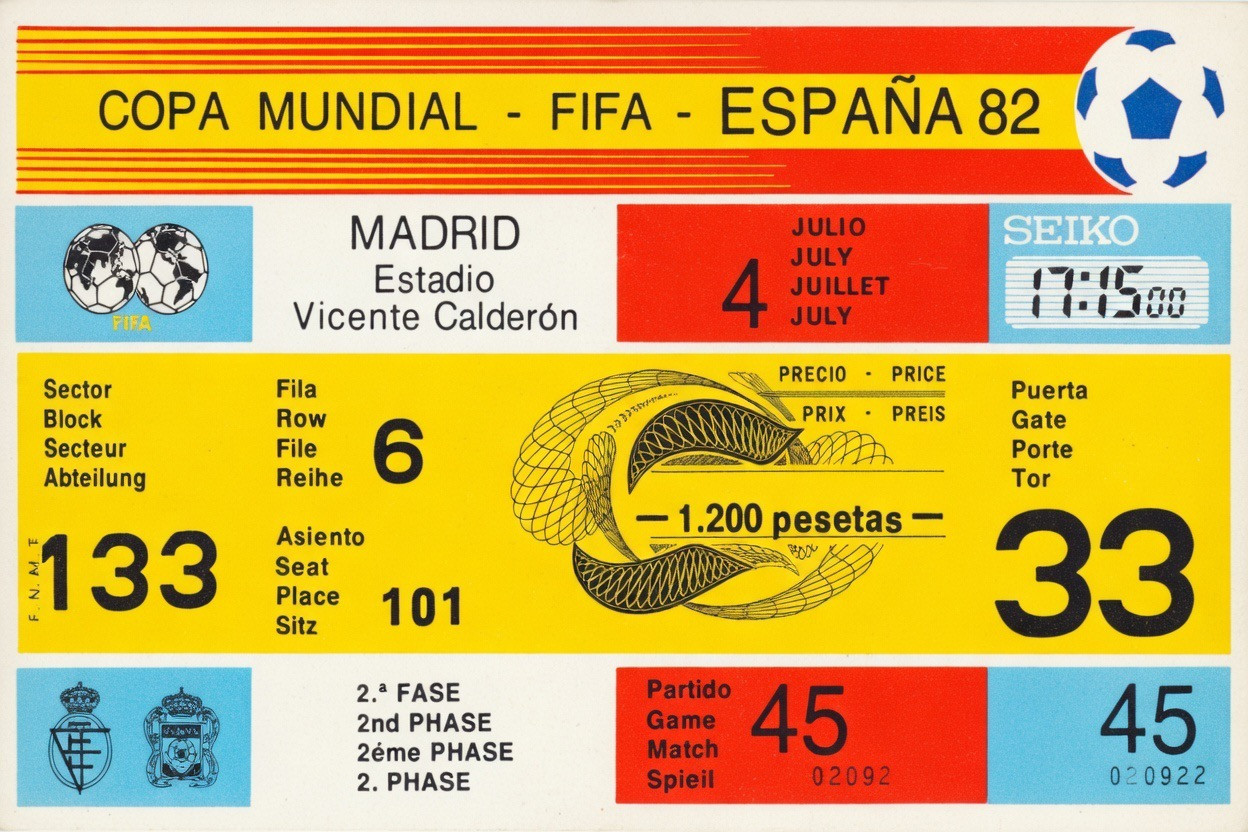 COPA MUNDIAL - FIFA - ESPAÑA 82
FIFA
MADRID
Estadio
Vicente Calderón
4
JULIO
JULY
JUILLET
JULY
SEIKO
17:15 00
Sector
Block
Secteur
Abteilung
133
F. N. M. T
Fila
Row
File
Reihe
6
Asiento
Seat
Place
Sitz
101
PRECIO · PRICE
PRIX · PREIS
— 1.200 pesetas —
Puerta
Gate
Porte
Tor
33
2.ª FASE
2nd PHASE
2éme PHASE
2. PHASE
Partido
Game
Match
Spieil
45
02092
45
020922